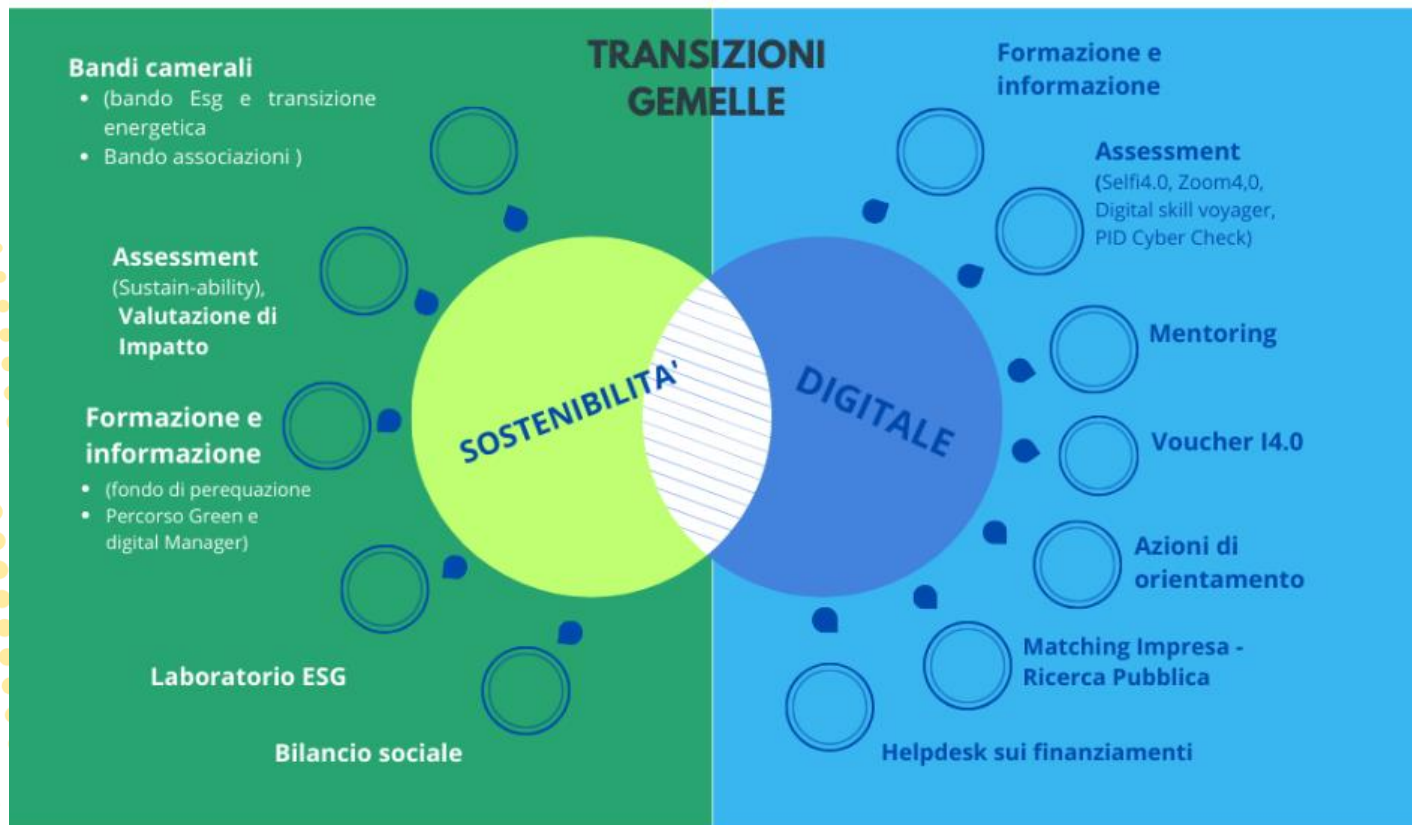 TRANSIZIONI
GEMELLE
Bandi camerali
• (bando Esg e transizione
energetica
• Bando associazioni )
Assessment
(Sustain-ability),
Valutazione di
Impatto
Formazione e
informazione
• (fondo di perequazione
• Percorso Green e
digital Manager)
Laboratorio ESG
Bilancio sociale
SOSTENIBILITA'
DIGITALE
Formazione e
informazione
Assessment
(Selfi4.0, Zoom4,0,
Digital skill voyager,
PID Cyber Check)
Mentoring
Voucher I4.0
Azioni di
orientamento
Matching Impresa -
Ricerca Pubblica
Helpdesk sui finanziamenti